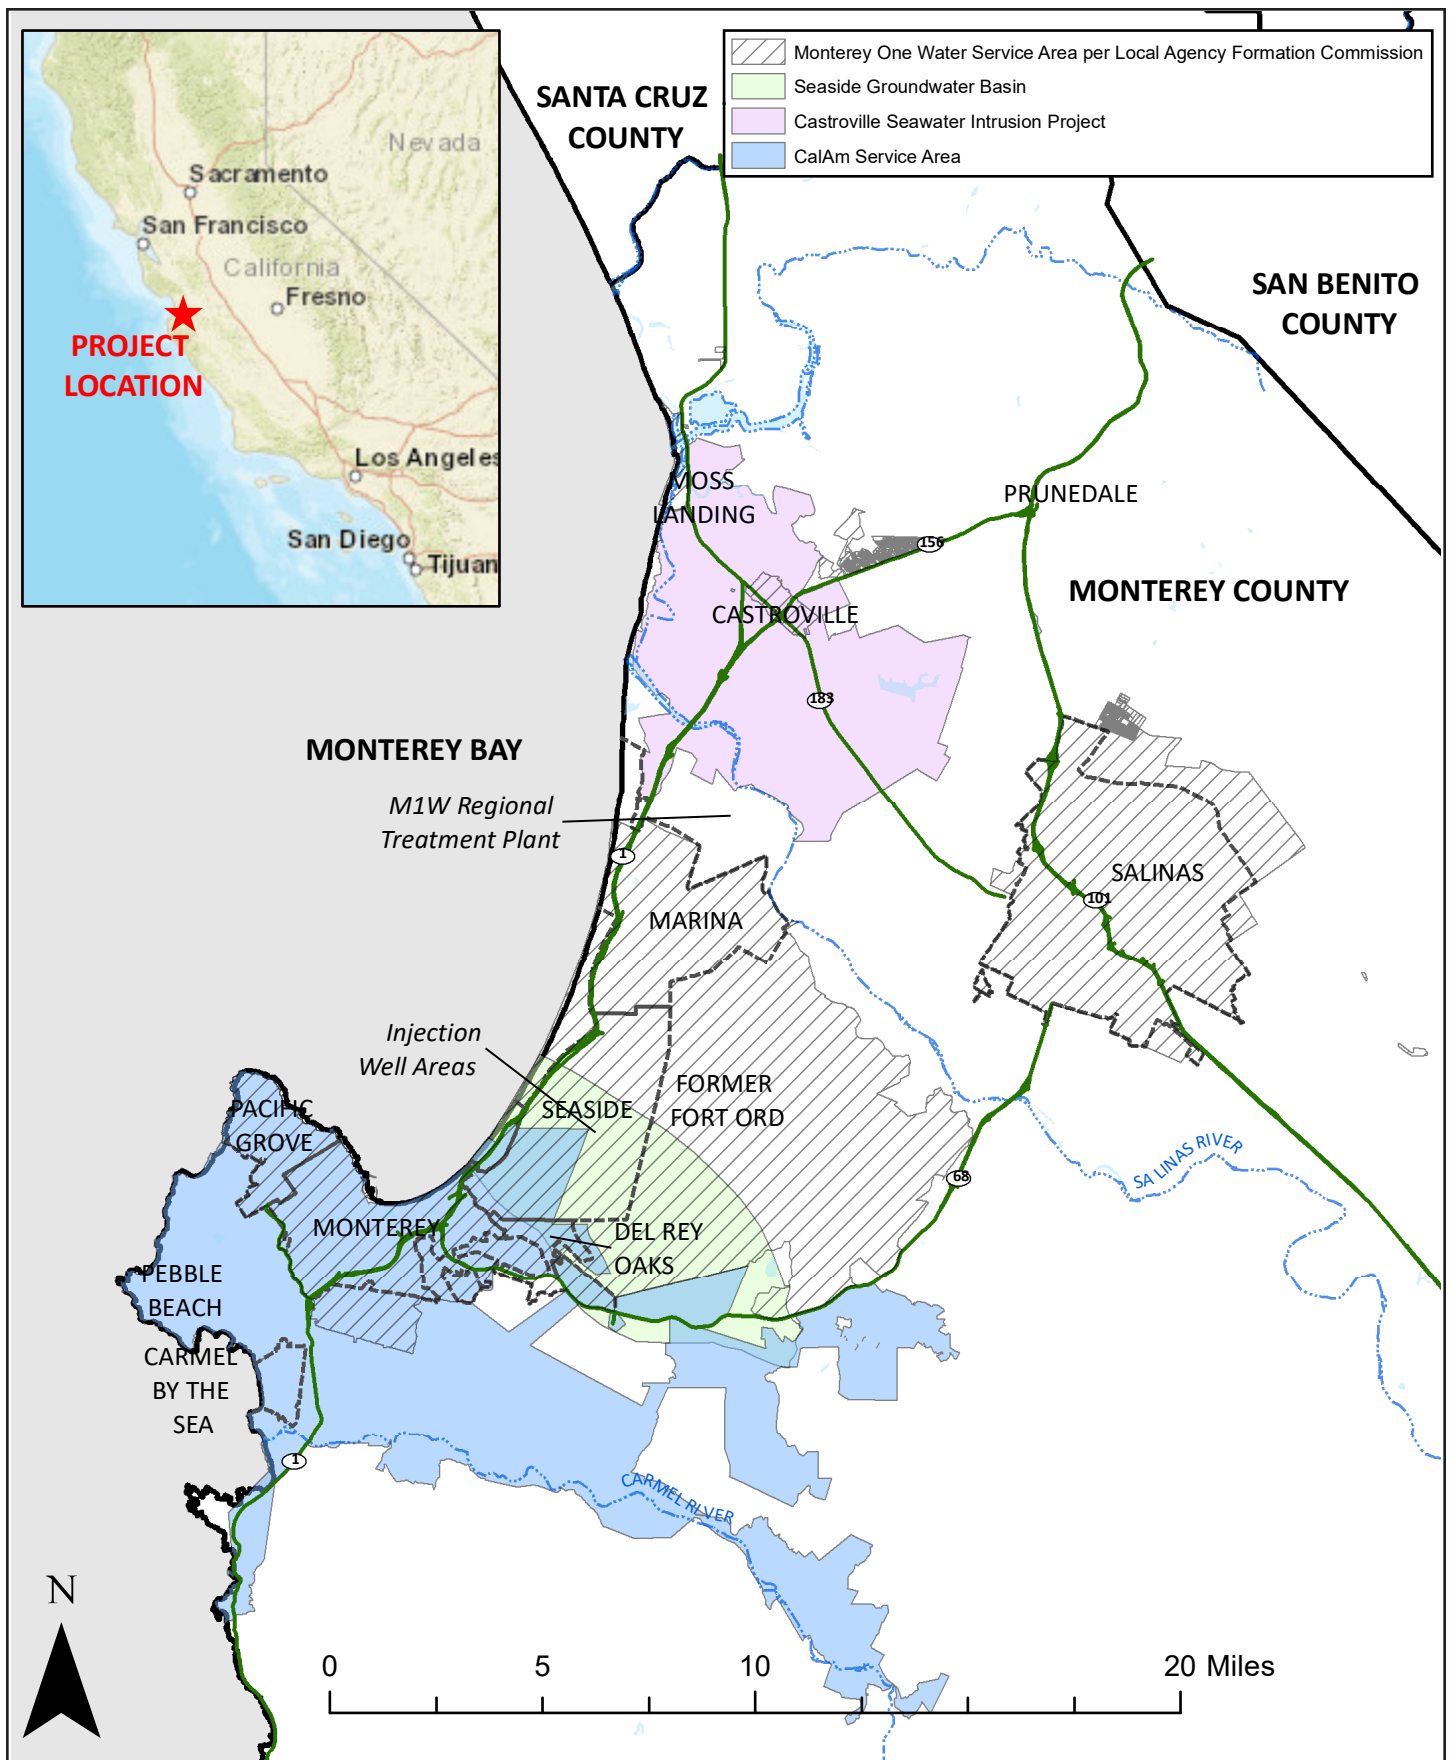 Monterey One Water Service Area per Local Agency Formation Commission
Seaside Groundwater Basin
Castroville Seawater Intrusion Project
CalAm Service Area
Nevada
Sacramento
San Francisco
California
Fresno
PROJECT
LOCATION
Los Angeles
San Diego
Tijuan
SANTA CRUZ
COUNTY
SAN BENITO
COUNTY
MOSS
LANDING
PRUNEDALE
156
MONTEREY COUNTY
CASTROVILLE
183
MONTEREY BAY
M1W Regional
Treatment Plant
1
SALINAS
101
MARINA
Injection
Well Areas
FORMER
FORT ORD
SEASIDE
PACIFIC
GROVE
68
SALINAS RIVER
MONTEREY
DEL REY
OAKS
PEBBLE
BEACH
CARMEL
BY THE
SEA
1
CARMEL RIVER
N
0 5 10 20 Miles